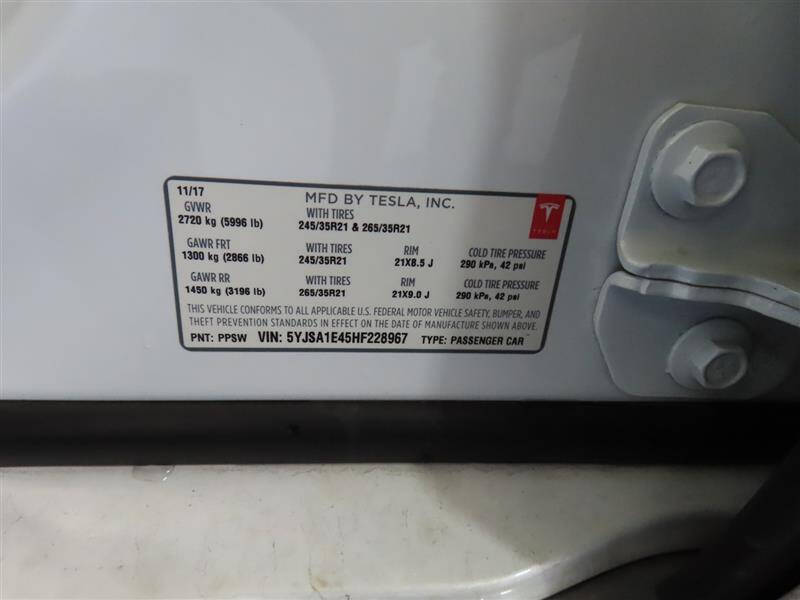 11/17 MFD BY TESLA, INC.
GVWR WITH TIRES
2720 kg (5996 lb) 245/35R21 & 265/35R21
TESLA
GAWR FRT WITH TIRES RIM COLD TIRE PRESSURE
1300 kg (2866 lb) 245/35R21 21X8.5 J 290 kPa, 42 psi
GAWR RR WITH TIRES RIM COLD TIRE PRESSURE
1450 kg (3196 lb) 265/35R21 21X9.0 J 290 kPa, 42 psi
THIS VEHICLE CONFORMS TO ALL APPLICABLE U.S. FEDERAL MOTOR VEHICLE SAFETY, BUMPER, AND
THEFT PREVENTION STANDARDS IN EFFECT ON THE DATE OF MANUFACTURE SHOWN ABOVE.
PNT: PPSW VIN: 5YJSA1E45HF228967 TYPE: PASSENGER CAR